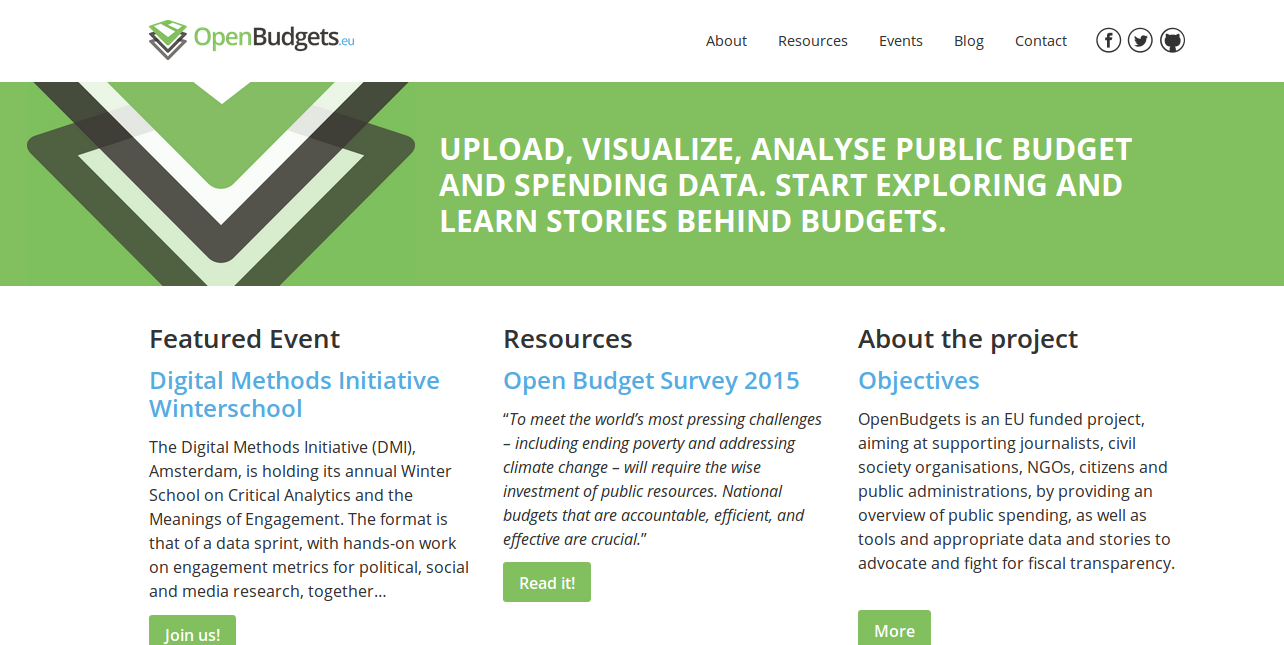 OpenBudgets.eu
About Resources Events Blog Contact
UPLOAD, VISUALIZE, ANALYSE PUBLIC BUDGET
AND SPENDING DATA. START EXPLORING AND
LEARN STORIES BEHIND BUDGETS.
Featured Event
Digital Methods Initiative
Winterschool
The Digital Methods Initiative (DMI),
Amsterdam, is holding its annual Winter
School on Critical Analytics and the
Meanings of Engagement. The format is
that of a data sprint, with hands-on work
on engagement metrics for political, social
and media research, together...
Join us!
Resources
Open Budget Survey 2015
“To meet the world’s most pressing challenges
– including ending poverty and addressing
climate change – will require the wise
investment of public resources. National
budgets that are accountable, efficient, and
effective are crucial.”
Read it!
About the project
Objectives
OpenBudgets is an EU funded project,
aiming at supporting journalists, civil
society organisations, NGOs, citizens and
public administrations, by providing an
overview of public spending, as well as
tools and appropriate data and stories to
advocate and fight for fiscal transparency.
More